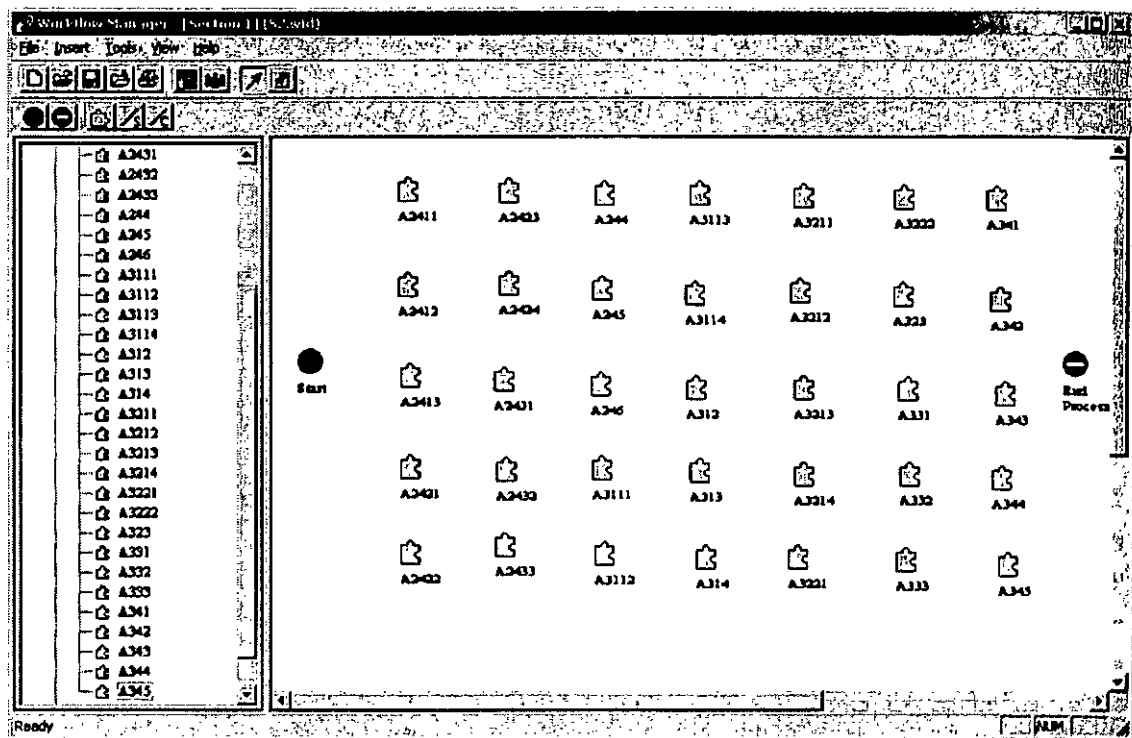 Workflow Manager - [Section 1] [S2.wfd]
File Insert Tools View Help
A2431
A2432
A2433
A244
A245
A246
A3111
A3112
A3113
A3114
A312
A313
A314
A3211
A3212
A3213
A3214
A3221
A3222
A323
A331
A332
A333
A341
A342
A343
A344
A345
A2411 A2423 A244 A3113 A3211 A3222 A341
A2412 A2424 A245 A3114 A3212 A323 A342
Start
End
Process
A2413 A2431 A246 A312 A3213 A331 A343
A2421 A2432 A3111 A313 A3214 A332 A344
A2422 A2433 A3112 A314 A3221 A333 A345
Ready NUM